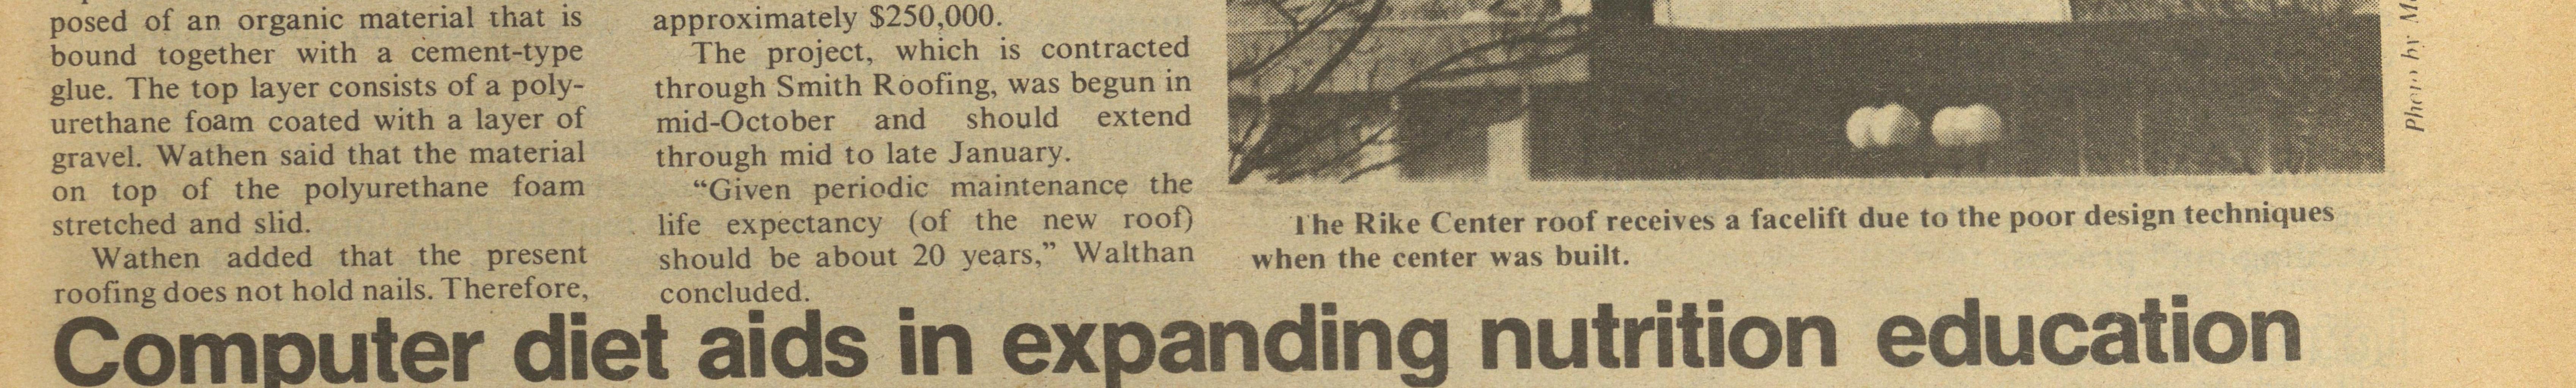 posed of an organic material that is
bound together with a cement-type
glue. The top layer consists of a poly-
urethane foam coated with a layer of
gravel. Wathen said that the material
on top of the polyurethane foam
stretched and slid.
Wathen added that the present
roofing does not hold nails. Therefore,
approximately $250,000.
The project, which is contracted
through Smith Roofing, was begun in
mid-October and should extend
through mid to late January.
“Given periodic maintenance the
life expectancy (of the new roof)
should be about 20 years,” Walthan
concluded.
Photo by
The Rike Center roof receives a facelift due to the poor design techniques
when the center was built.
Computer diet aids in expanding nutrition education